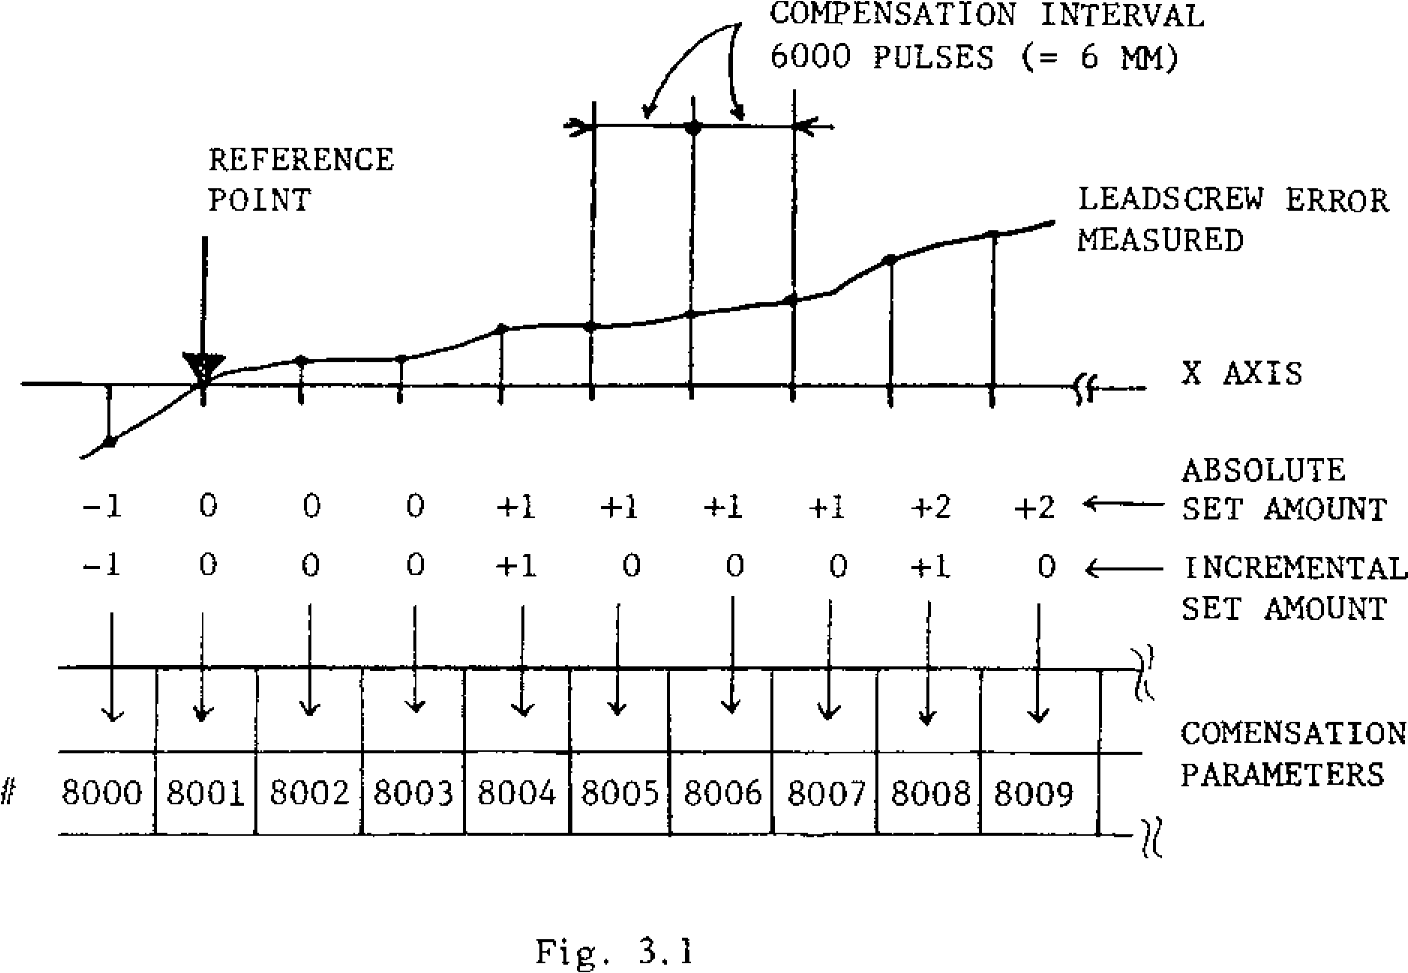 COMPENSATION INTERVAL
6000 PULSES (= 6 MM)
REFERENCE
POINT
LEADSCREW ERROR
MEASURED
X AXIS
ABSOLUTE
-1 0 0 0 +1 +1 +1 +1 +2 +2 SET AMOUNT
-1 0 0 0 +1 0 0 0 +1 0 INCREMENTAL
SET AMOUNT
COMENSATION
PARAMETERS
# 8000 8001 8002 8003 8004 8005 8006 8007 8008 8009
Fig. 3.1